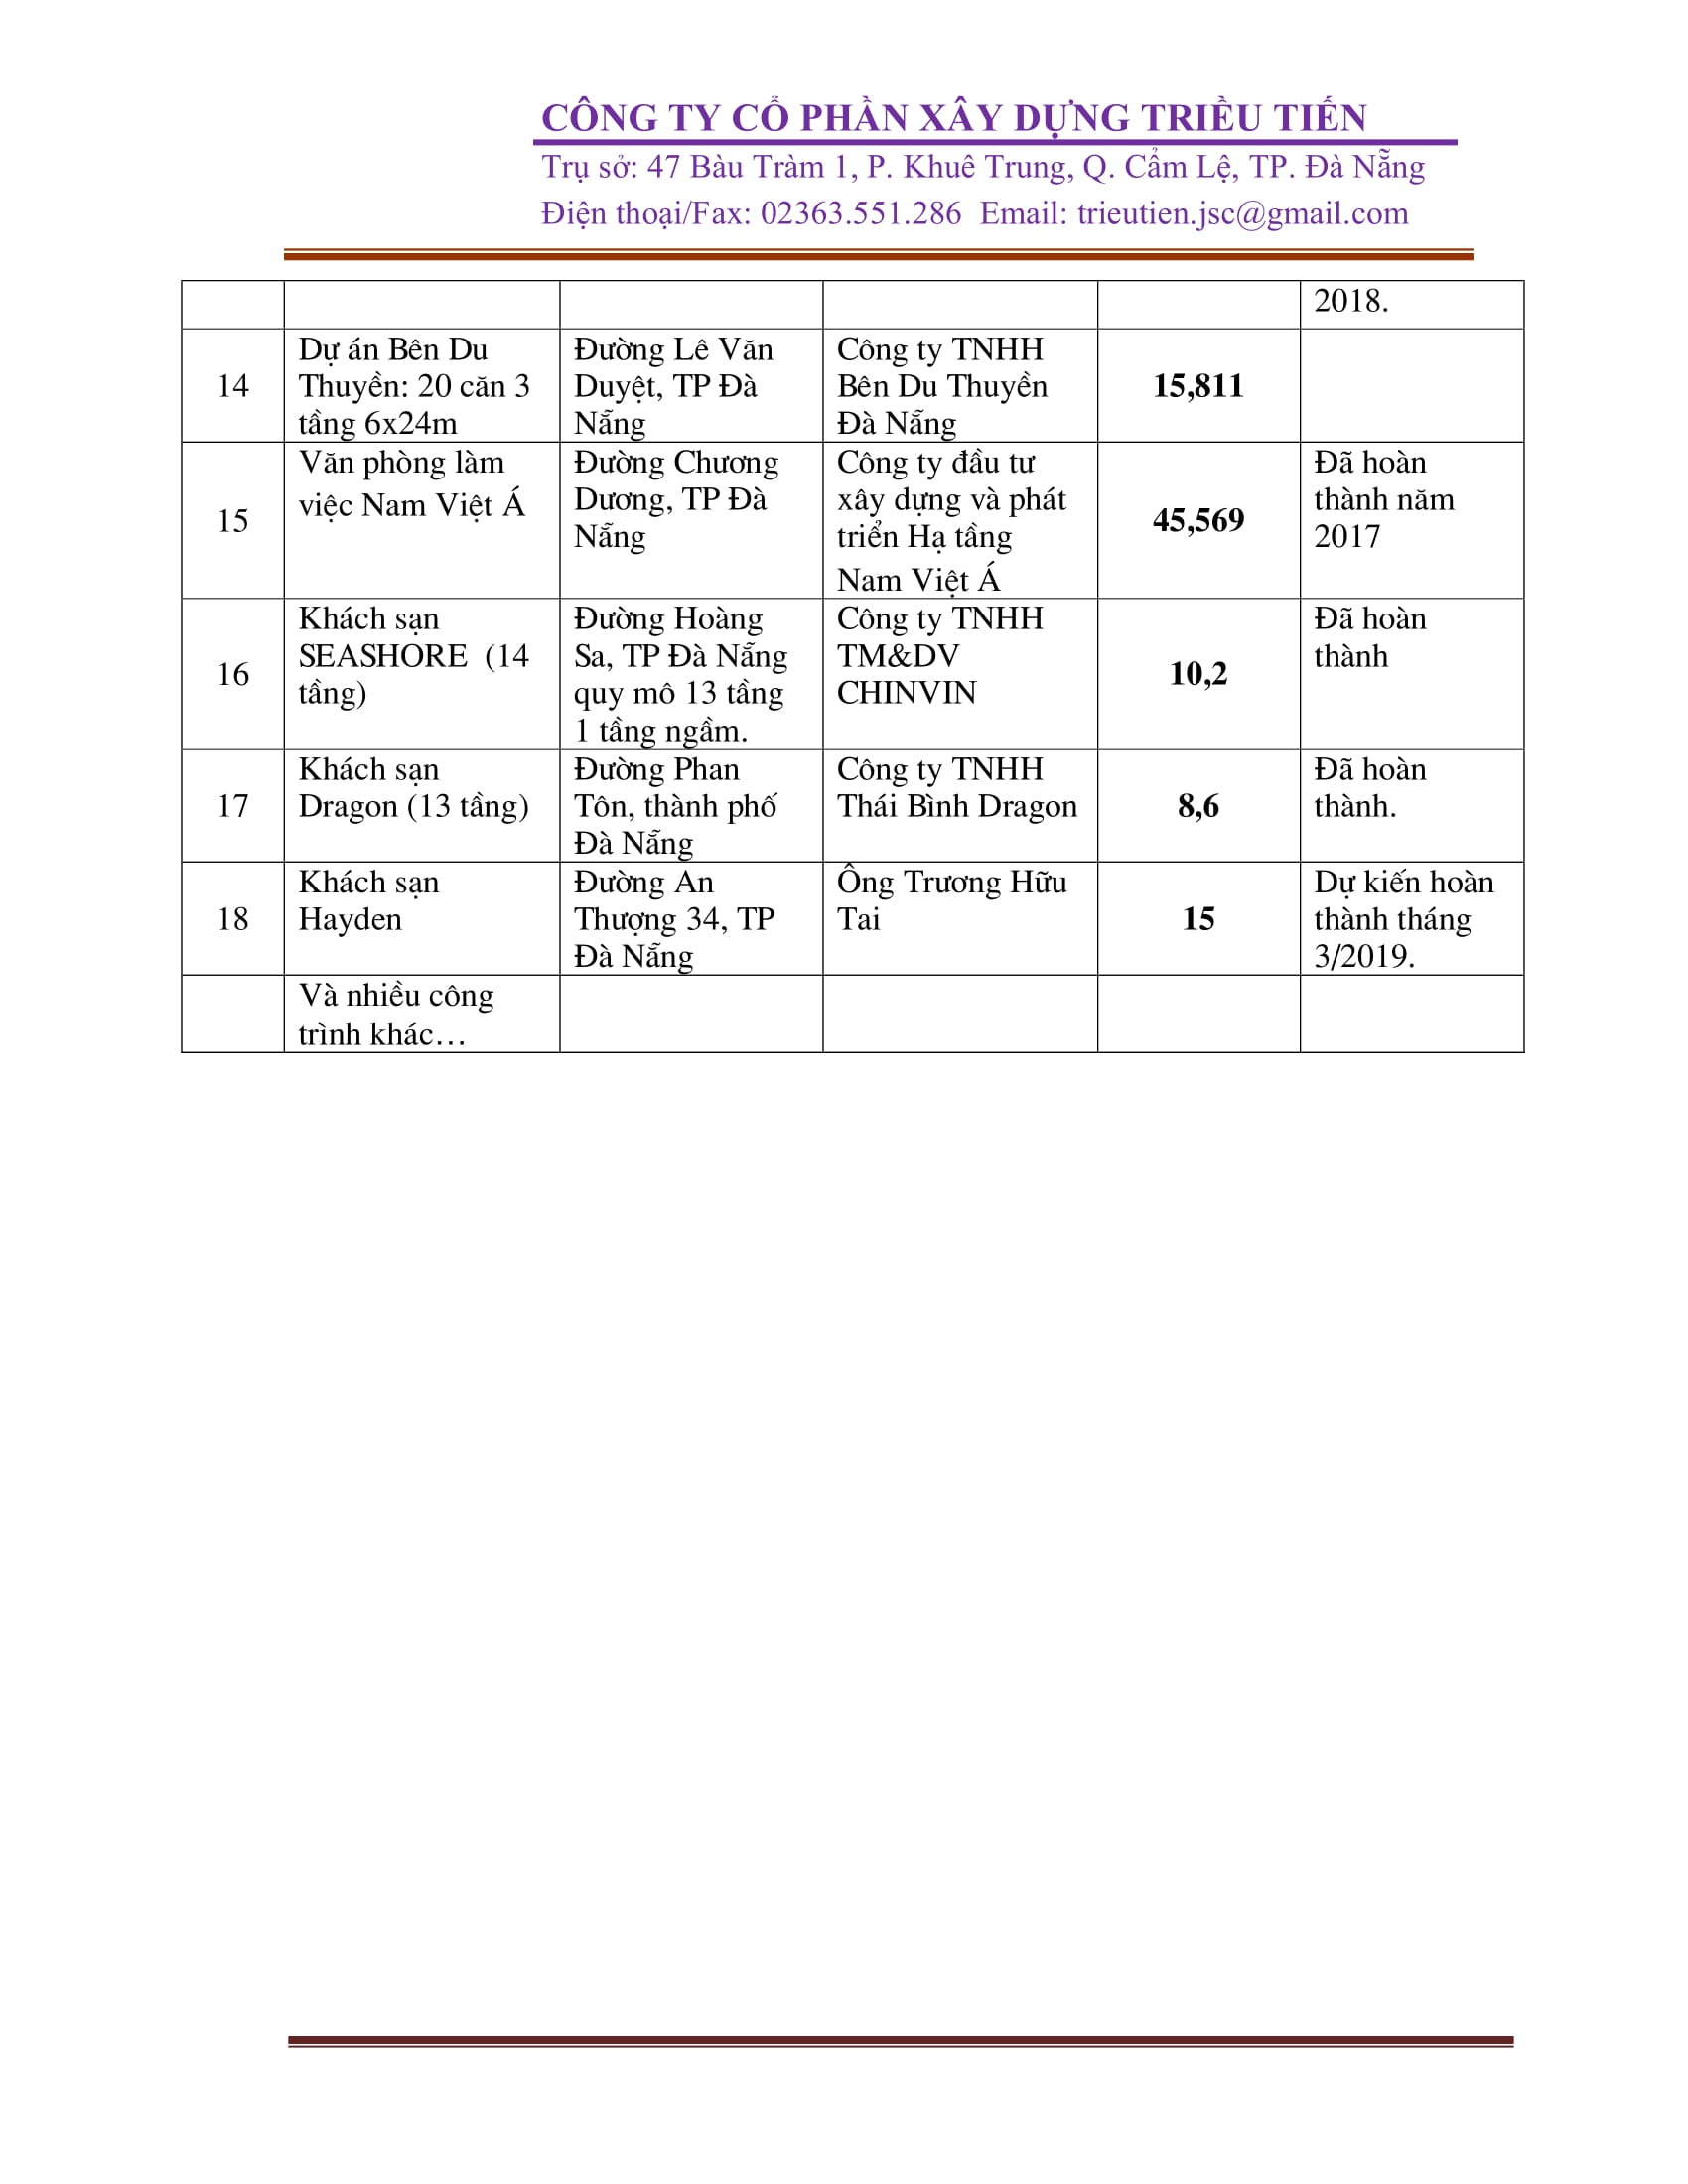 CÔNG TY CỔ PHẦN XÂY DỰNG TRIỀU TIẾN
Trụ sở: 47 Bàu Tràm 1, P. Khuê Trung, Q. Cẩm Lệ, TP. Đà Nẵng
Điện thoại/Fax: 02363.551.286  Email: trieutien.jsc@gmail.com
2018.
14
Dự án Bên Du
Thuyền: 20 căn 3
tầng 6x24m
Đường Lê Văn
Duyệt, TP Đà
Nẵng
Công ty TNHH
Bên Du Thuyền
Đà Nẵng
15,811
15
Văn phòng làm
việc Nam Việt Á
Đường Chương
Dương, TP Đà
Nẵng
Công ty đầu tư
xây dựng và phát
triển Hạ tầng
Nam Việt Á
45,569
Đã hoàn
thành năm
2017
16
Khách sạn
SEASHORE  (14
tầng)
Đường Hoàng
Sa, TP Đà Nẵng
quy mô 13 tầng
1 tầng ngầm.
Công ty TNHH
TM&DV
CHINVIN
10,2
Đã hoàn
thành
17
Khách sạn
Dragon (13 tầng)
Đường Phan
Tôn, thành phố
Đà Nẵng
Công ty TNHH
Thái Bình Dragon
8,6
Đã hoàn
thành.
18
Khách sạn
Hayden
Đường An
Thượng 34, TP
Đà Nẵng
Ông Trương Hữu
Tai
15
Dự kiến hoàn
thành tháng
3/2019.
Và nhiều công
trình khác…